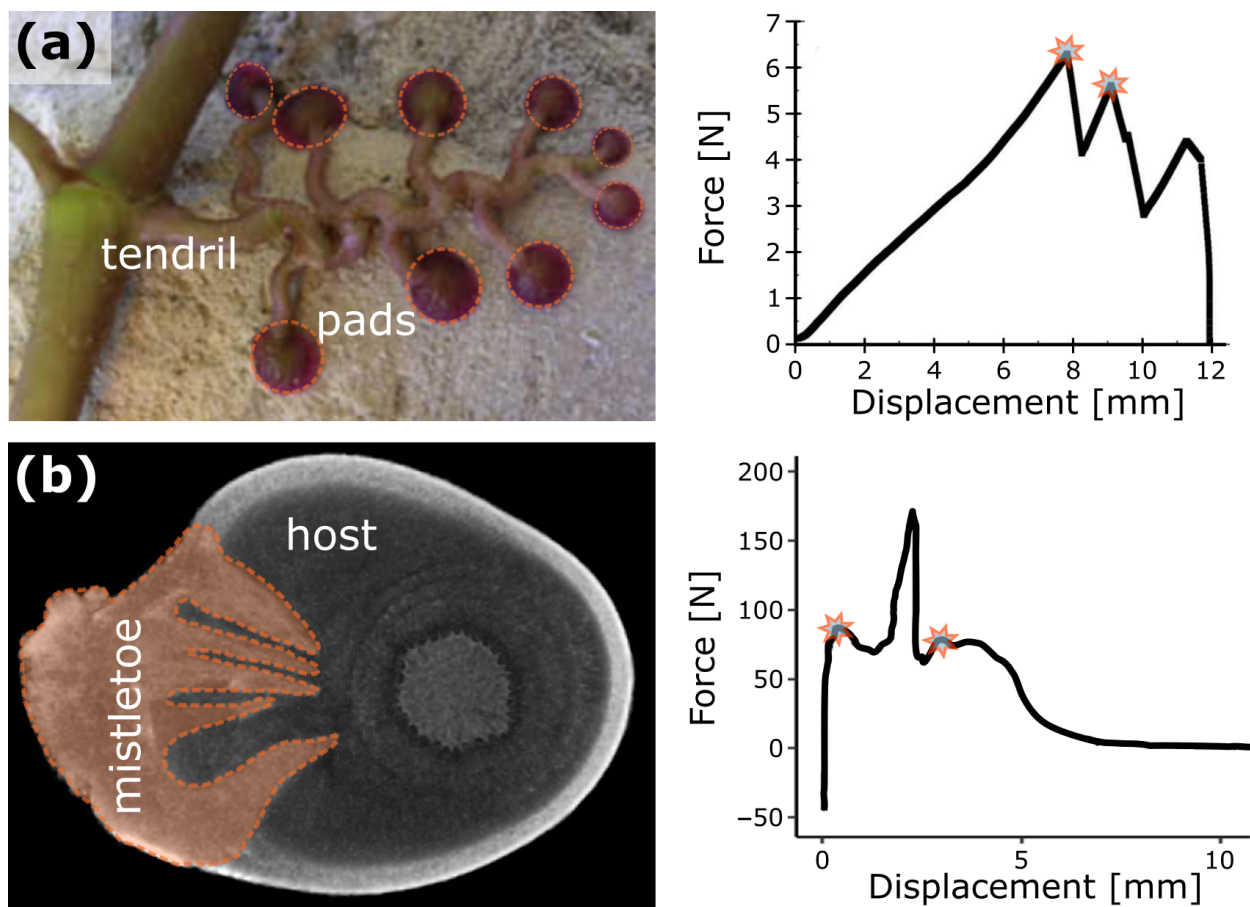 (a)
tendril
pads
Force [N]
7
6
5
4
3
2
1
0
0 2 4 6 8 10 12
Displacement [mm]
(b)
host
mistletoe
Force [N]
200
150
100
50
0
−50
0 5 10
Displacement [mm]